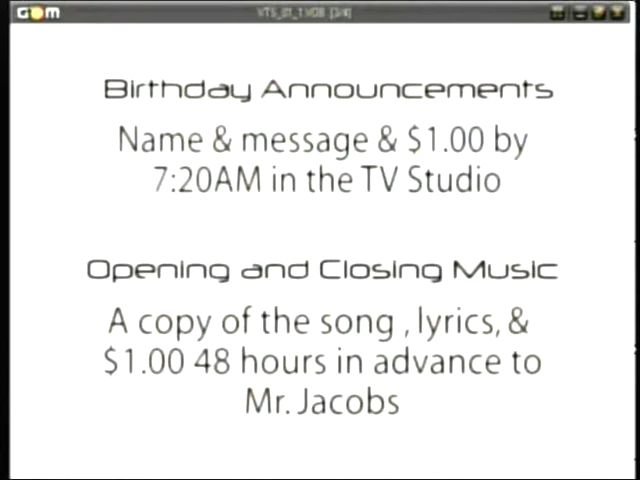 GOM
Birthday Announcements
Name & message & $1.00 by
7:20AM in the TV Studio
Opening and Closing Music
A copy of the song , lyrics, &
$1.00 48 hours in advance to
Mr. Jacobs